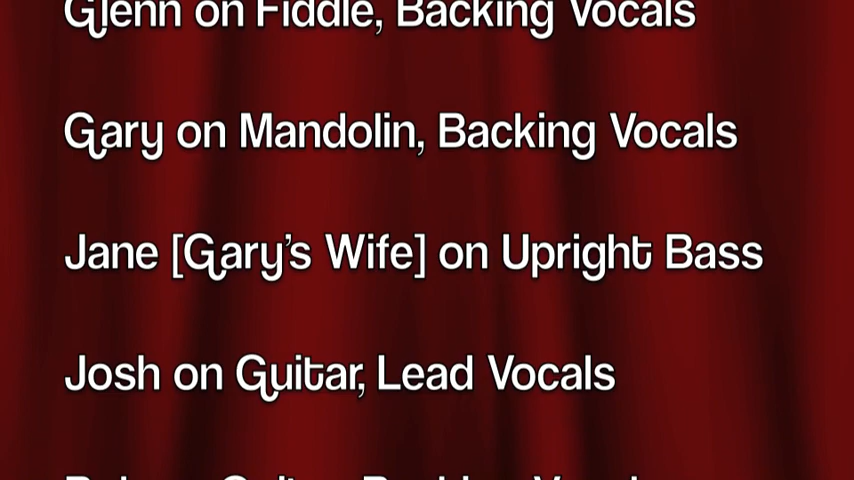 Glenn on Fiddle, Backing Vocals
Gary on Mandolin, Backing Vocals
Jane [Gary's Wife] on Upright Bass
Josh on Guitar, Lead Vocals